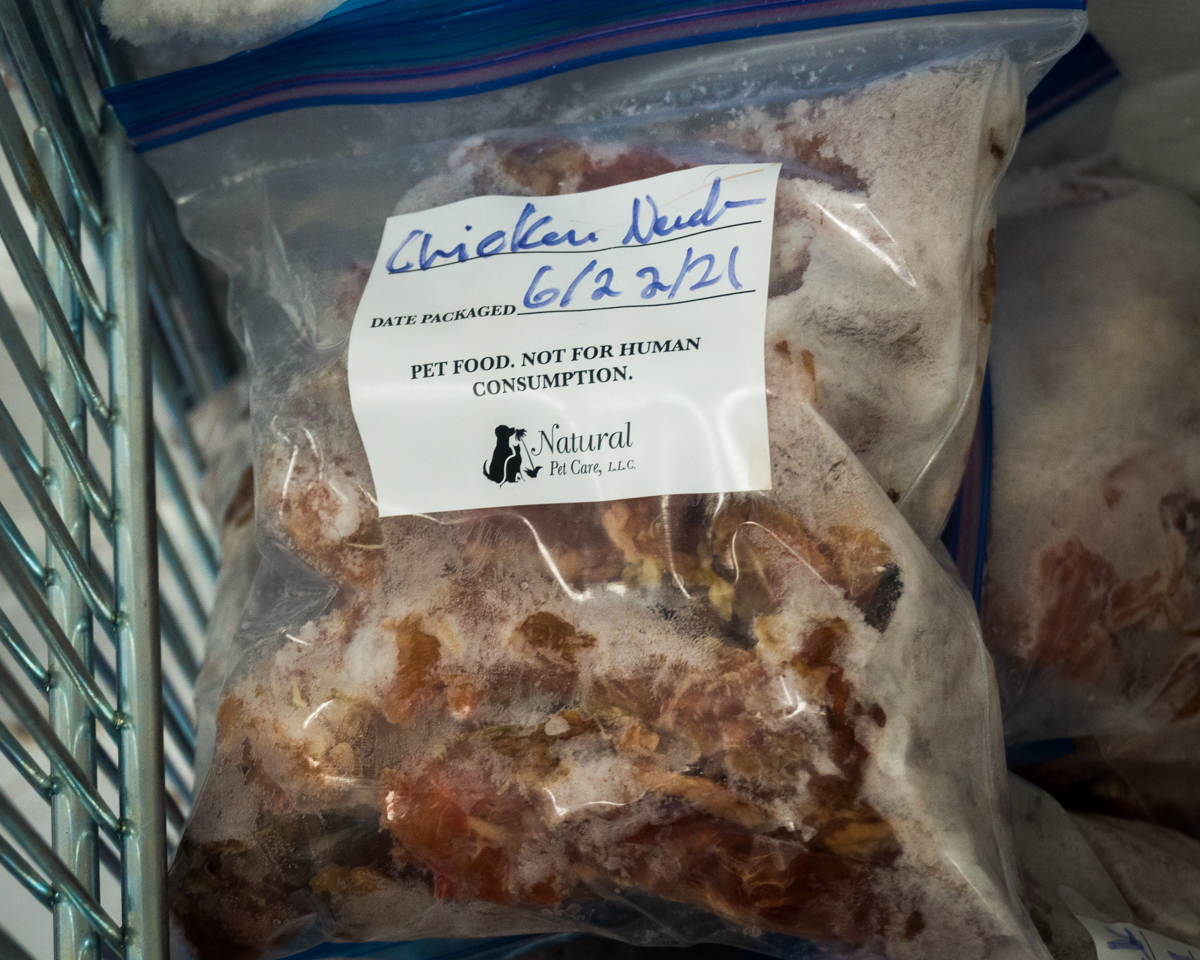 Chicken Neck
6/22/21
DATE PACKAGED
PET FOOD. NOT FOR HUMAN
CONSUMPTION.
Natural
Pet Care, L.L.C.